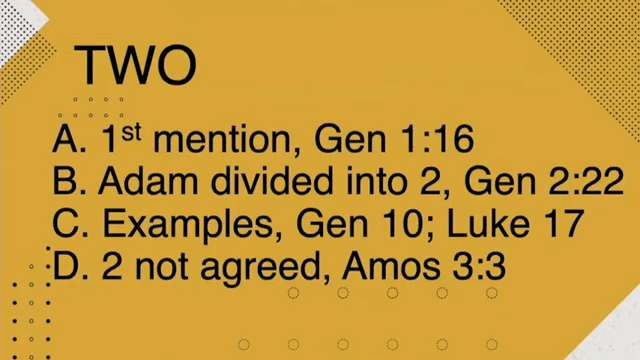 TWO
A. 1st mention, Gen 1:16
B. Adam divided into 2, Gen 2:22
C. Examples, Gen 10; Luke 17
D. 2 not agreed, Amos 3:3